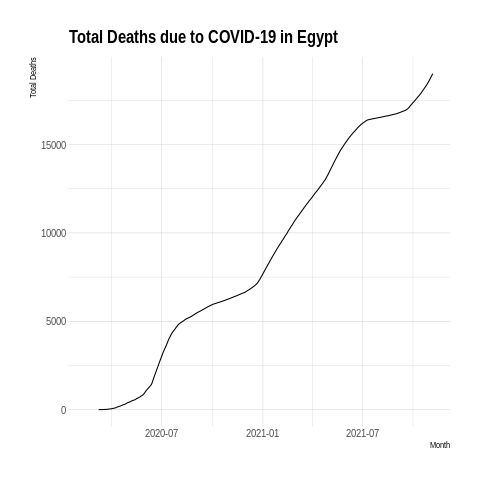 Total Deaths due to COVID-19 in Egypt
Total Deaths
15000
10000
5000
0
2020-07 2021-01 2021-07
Month